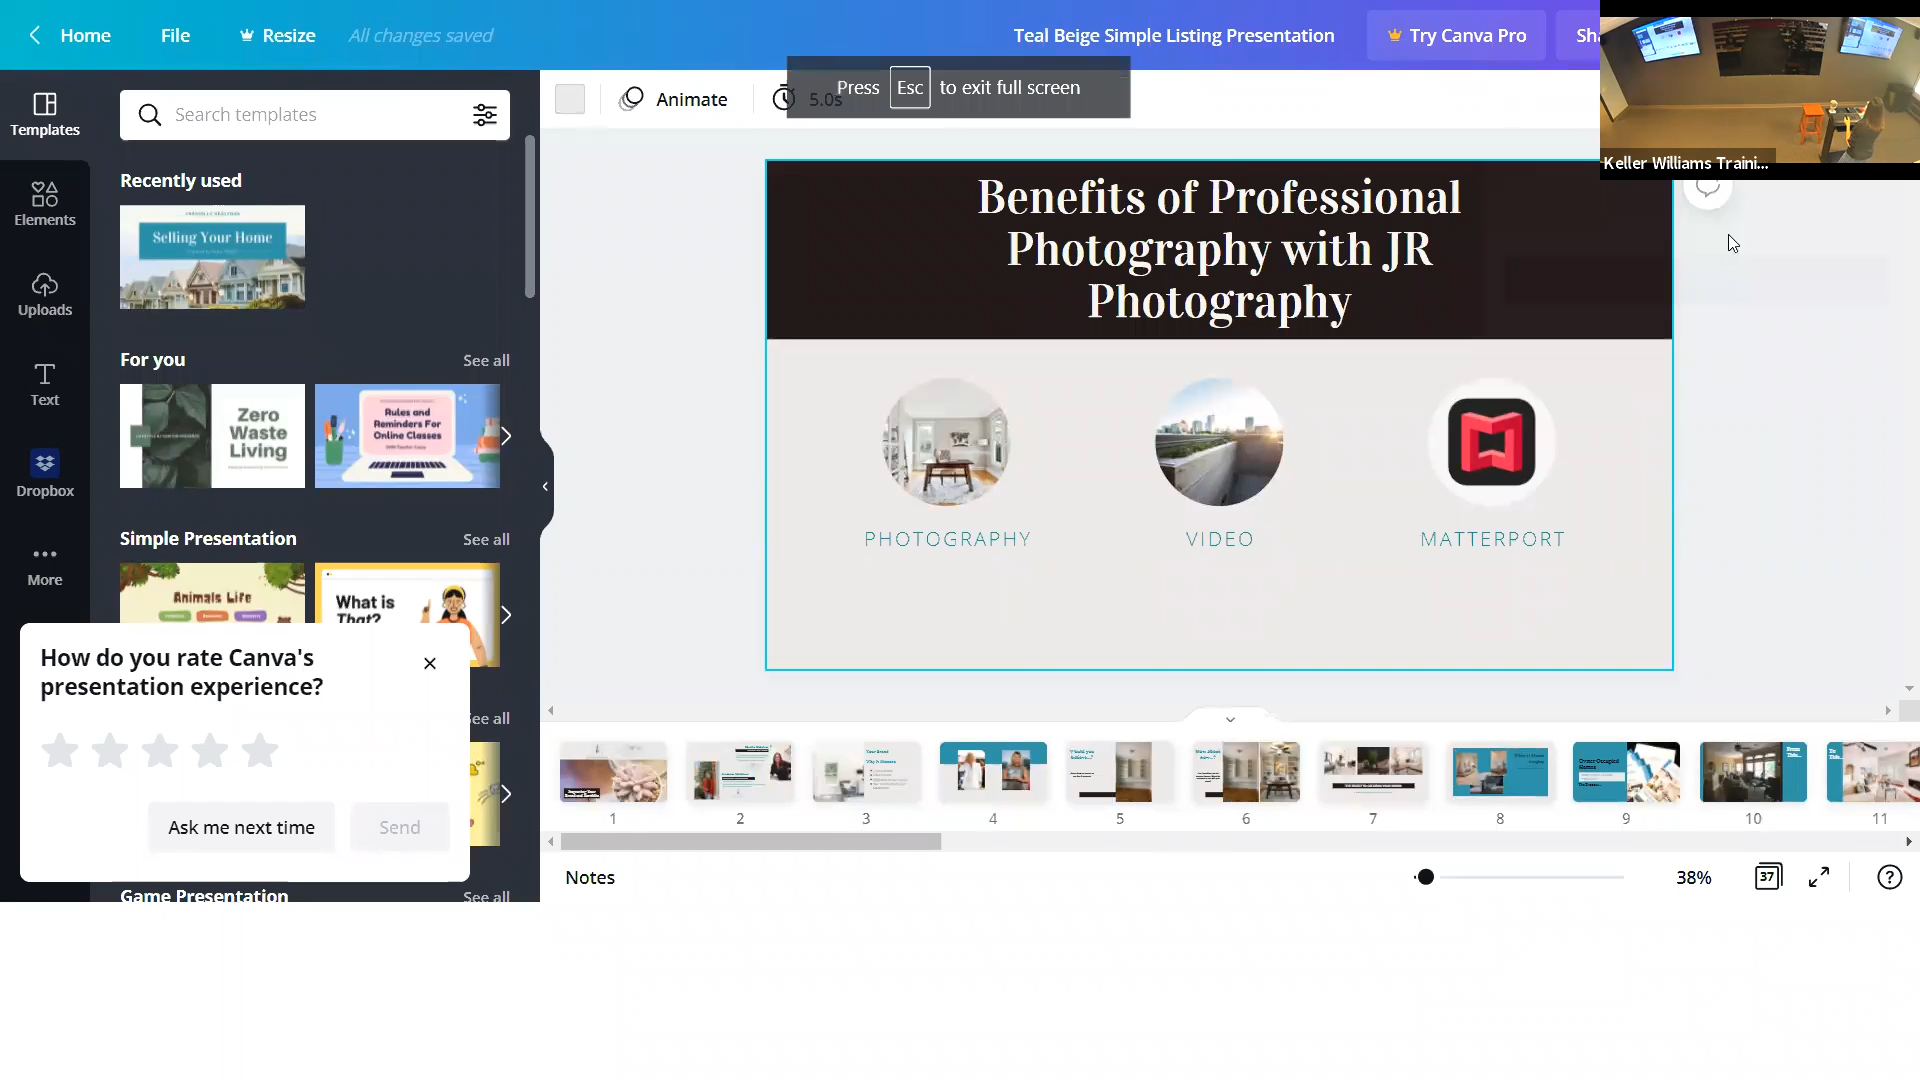 Home
File
Resize
All changes saved
Teal Beige Simple Listing Presentation
Try Canva Pro
Sh
Keller Williams Traini...
Templates
Elements
Uploads
Text
Dropbox
More
Search templates
Animate
5.0s
Press Esc to exit full screen
Recently used
Selling Your Home
For you
See all
Zero
Waste
Living
Rules and
Reminders For
Online Classes
Simple Presentation
See all
Animals Life
What is
That?
See all
Game Presentation
See all
How do you rate Canva's
presentation experience?
Ask me next time
Send
Benefits of Professional
Photography with JR
Photography
PHOTOGRAPHY
VIDEO
MATTERPORT
1
2
3
4
5
6
7
8
9
10
11
Notes
38%
37
?